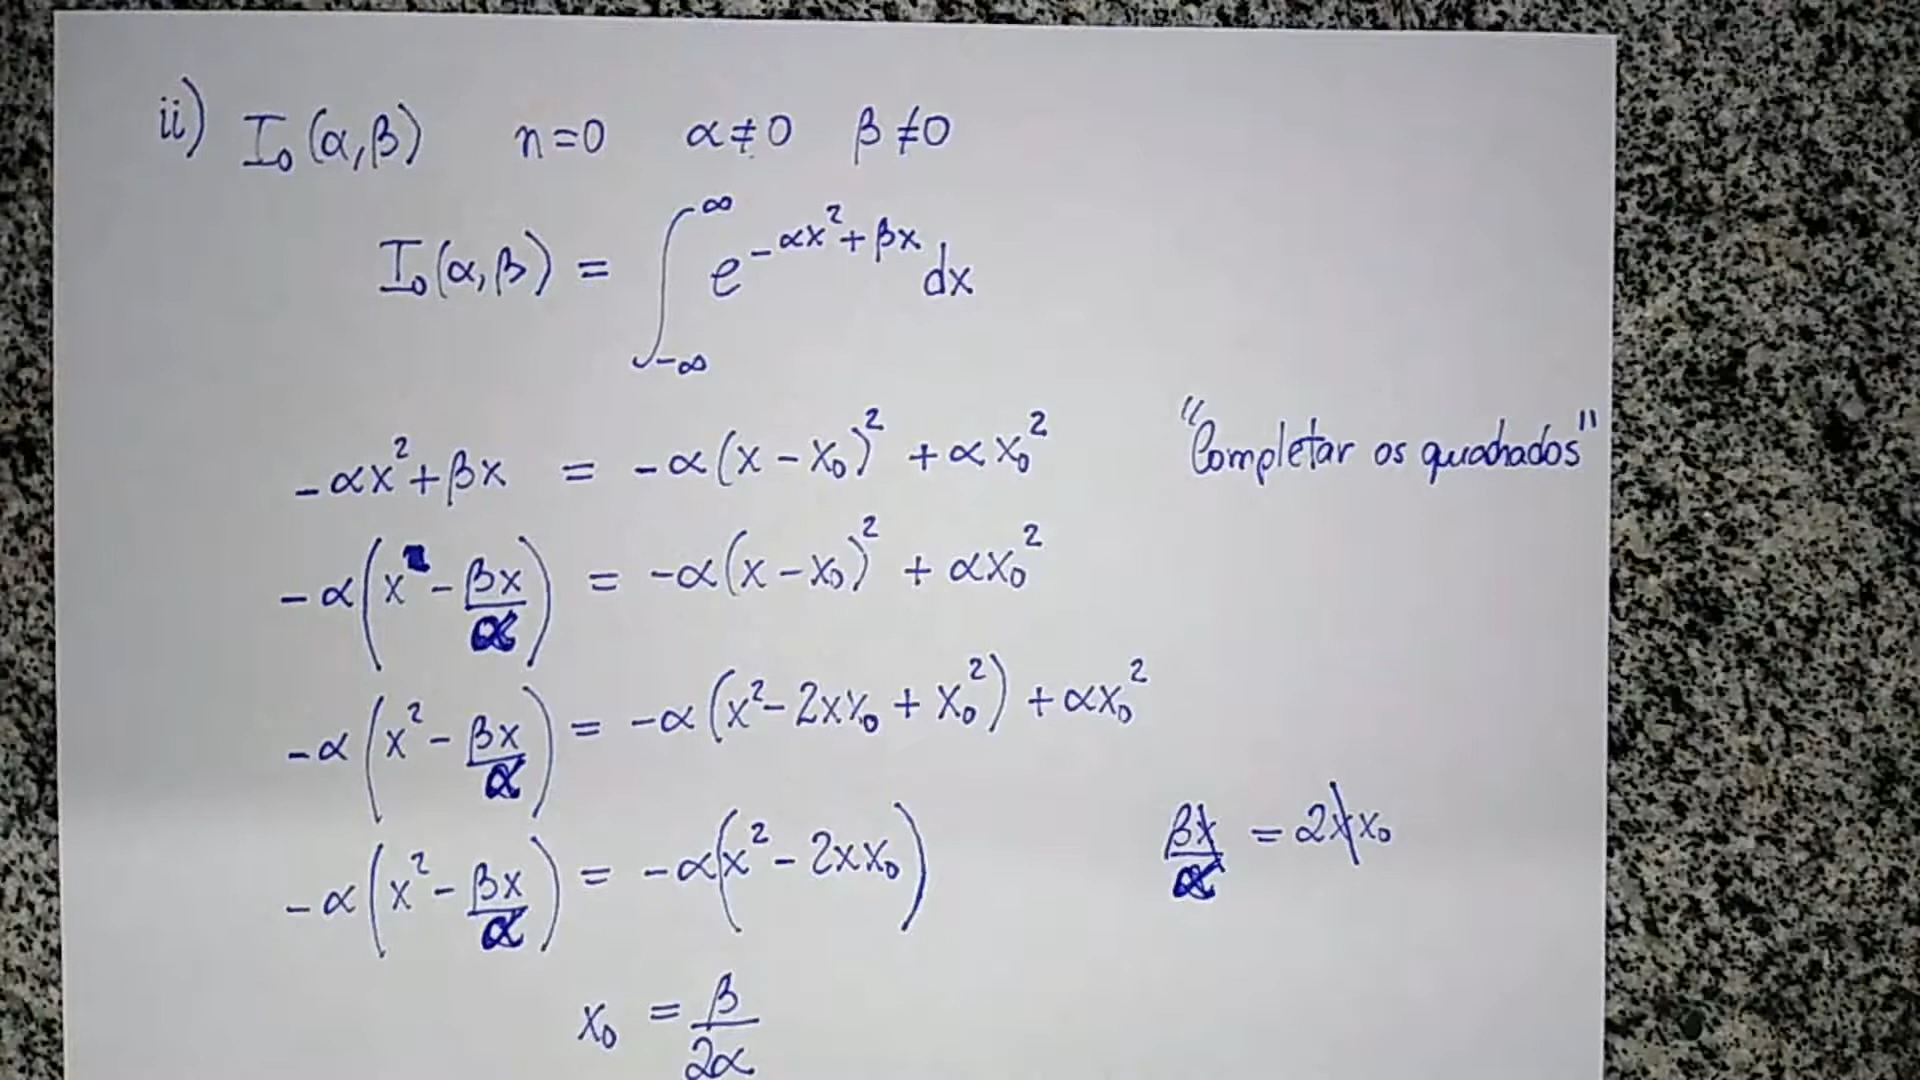 ii) I₀(α,β) n=0 α≠0 β≠0
I₀(α,β) = ∫_{-∞}^{∞} e^{-αx²+βx} dx
-αx²+βx = -α(x-x₀)² + αx₀² "Completar os quadrados"
-α(x² - βx/α) = -α(x-x₀)² + αx₀²
-α(x² - βx/α) = -α(x² - 2xx₀ + x₀²) + αx₀²
-α(x² - βx/α) = -α(x² - 2xx₀) βx/α = 2xx₀
x₀ = β/2α